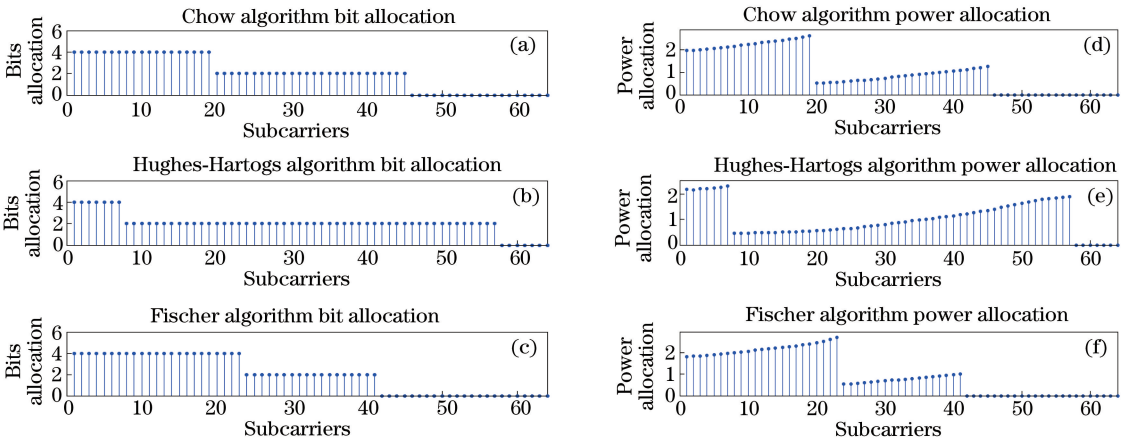 Chow algorithm bit allocation
Bits
allocation
6
4
2
0
(a)
0 10 20 30 40 50 60
Subcarriers
Chow algorithm power allocation
Power
allocation
2
1
0
(d)
0 10 20 30 40 50 60
Subcarriers
Hughes-Hartogs algorithm bit allocation
Bits
allocation
6
4
2
0
(b)
0 10 20 30 40 50 60
Subcarriers
Hughes-Hartogs algorithm power allocation
Power
allocation
2
1
0
(e)
0 10 20 30 40 50 60
Subcarriers
Fischer algorithm bit allocation
Bits
allocation
6
4
2
0
(c)
0 10 20 30 40 50 60
Subcarriers
Fischer algorithm power allocation
Power
allocation
2
1
0
(f)
0 10 20 30 40 50 60
Subcarriers